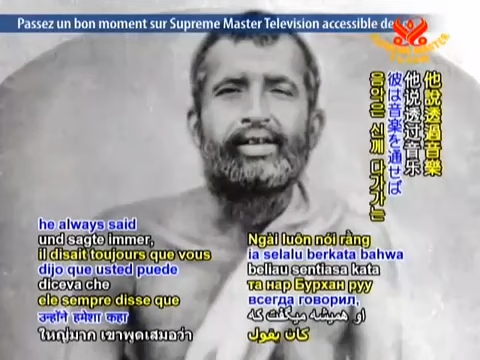 Passez un bon moment sur Supreme Master Television accessible
他說透過音樂
他说透过音乐
彼は音楽を通せば
음악은 신께 다가가는
he always said
und sagte immer,
il disait toujours que vous
dijo que usted puede
diceva che
ele sempre disse que
उन्होंने हमेशा कहा
ใหญ่มาก เขาพูดเสมอว่า
Ngài luôn nói rằng
ia selalu berkata bahwa
beliau sentiasa kata
та нар Бурхан руу
всегда говорил,
او همیشه میگفت که
كان يقول